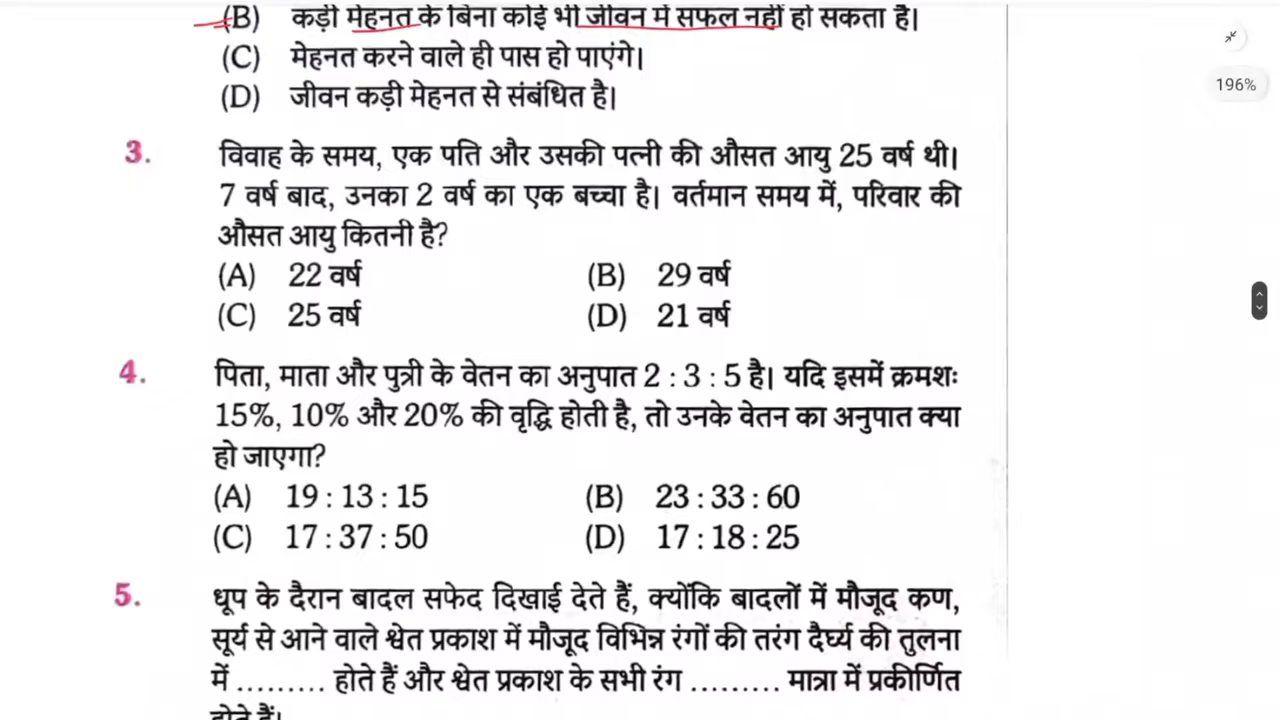 (B) कड़ी मेहनत के बिना कोई भी जीवन में सफल नहीं हो सकता है।
(C) मेहनत करने वाले ही पास हो पाएंगे।
(D) जीवन कड़ी मेहनत से संबंधित है।
196%
3. विवाह के समय, एक पति और उसकी पत्नी की औसत आयु 25 वर्ष थी।
7 वर्ष बाद, उनका 2 वर्ष का एक बच्चा है। वर्तमान समय में, परिवार की
औसत आयु कितनी है?
(A) 22 वर्ष (B) 29 वर्ष
(C) 25 वर्ष (D) 21 वर्ष
4. पिता, माता और पुत्री के वेतन का अनुपात 2 : 3 : 5 है। यदि इसमें क्रमशः
15%, 10% और 20% की वृद्धि होती है, तो उनके वेतन का अनुपात क्या
हो जाएगा?
(A) 19 : 13 : 15 (B) 23 : 33 : 60
(C) 17 : 37 : 50 (D) 17 : 18 : 25
5. धूप के दैरान बादल सफेद दिखाई देते हैं, क्योंकि बादलों में मौजूद कण,
सूर्य से आने वाले श्वेत प्रकाश में मौजूद विभिन्न रंगों की तरंग दैर्घ्य की तुलना
में ......... होते हैं और श्वेत प्रकाश के सभी रंग ......... मात्रा में प्रकीर्णित
होते हैं।